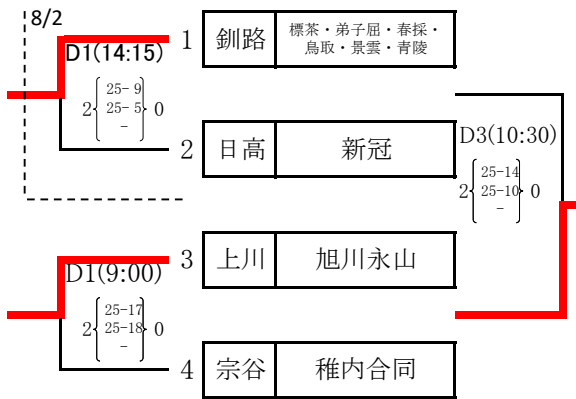 8/2
D1(14:15)
1 釧路 標茶・弟子屈・春採・
鳥取・景雲・青陵
25- 9
2 25- 5 0
-
2 日高 新冠
D3(10:30)
25-14
2 25-10 0
-
3 上川 旭川永山
D1(9:00)
25-17
2 25-18 0
-
4 宗谷 稚内合同